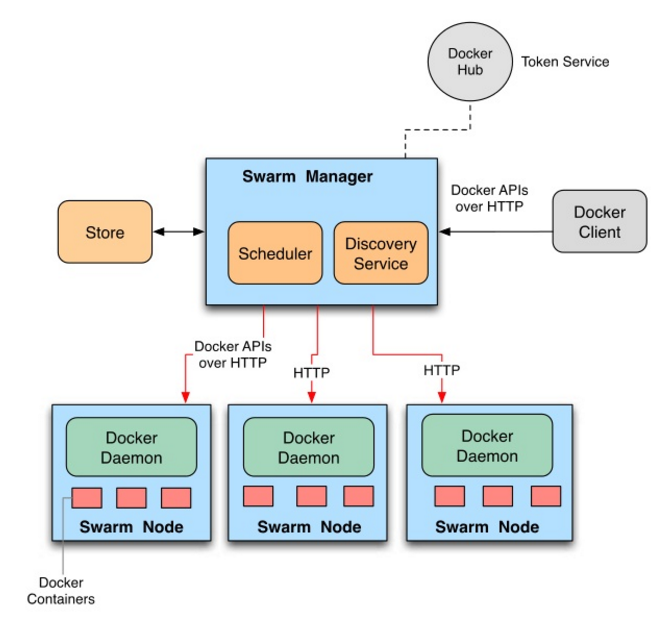 Docker
Hub
Token Service
Swarm Manager
Docker APIs
over HTTP
Store
Scheduler
Discovery
Service
Docker
Client
Docker APIs
over HTTP
HTTP
HTTP
Docker
Daemon
Docker
Daemon
Docker
Daemon
Swarm Node
Swarm Node
Swarm Node
Docker
Containers